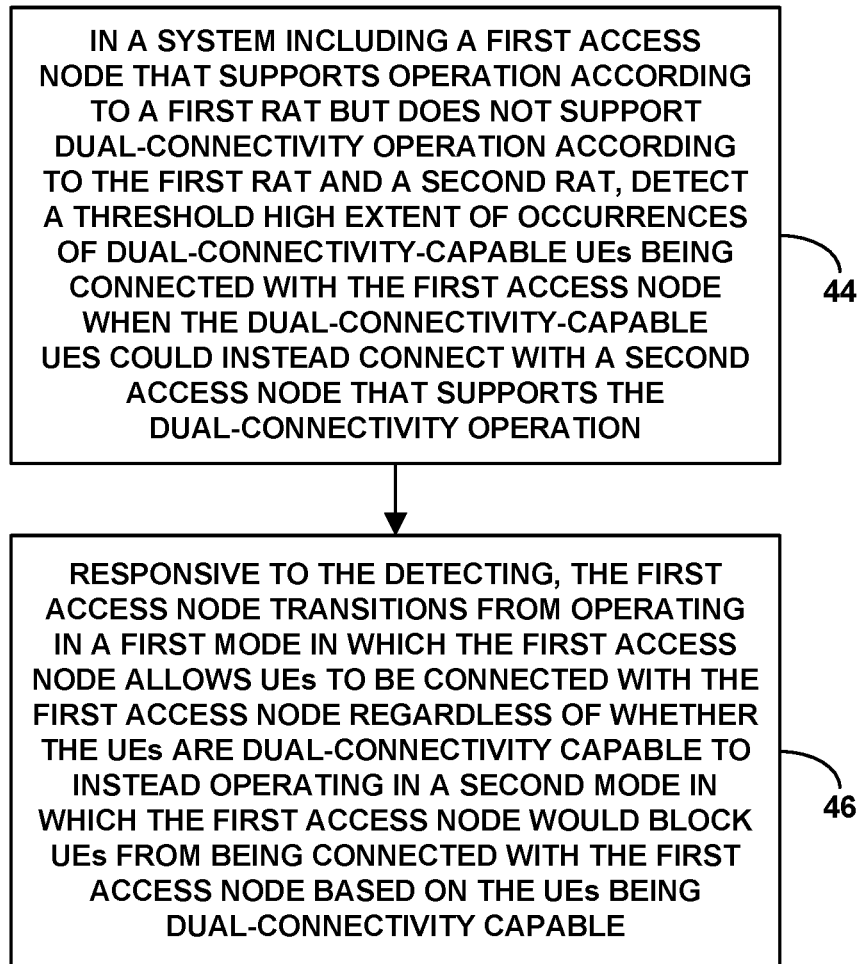 IN A SYSTEM INCLUDING A FIRST ACCESS
NODE THAT SUPPORTS OPERATION ACCORDING
TO A FIRST RAT BUT DOES NOT SUPPORT
DUAL-CONNECTIVITY OPERATION ACCORDING
TO THE FIRST RAT AND A SECOND RAT, DETECT
A THRESHOLD HIGH EXTENT OF OCCURRENCES
OF DUAL-CONNECTIVITY-CAPABLE UEs BEING
CONNECTED WITH THE FIRST ACCESS NODE
WHEN THE DUAL-CONNECTIVITY-CAPABLE
UES COULD INSTEAD CONNECT WITH A SECOND
ACCESS NODE THAT SUPPORTS THE
DUAL-CONNECTIVITY OPERATION
44
RESPONSIVE TO THE DETECTING, THE FIRST
ACCESS NODE TRANSITIONS FROM OPERATING
IN A FIRST MODE IN WHICH THE FIRST ACCESS
NODE ALLOWS UEs TO BE CONNECTED WITH THE
FIRST ACCESS NODE REGARDLESS OF WHETHER
THE UEs ARE DUAL-CONNECTIVITY CAPABLE TO
INSTEAD OPERATING IN A SECOND MODE IN
WHICH THE FIRST ACCESS NODE WOULD BLOCK
UEs FROM BEING CONNECTED WITH THE FIRST
ACCESS NODE BASED ON THE UEs BEING
DUAL-CONNECTIVITY CAPABLE
46